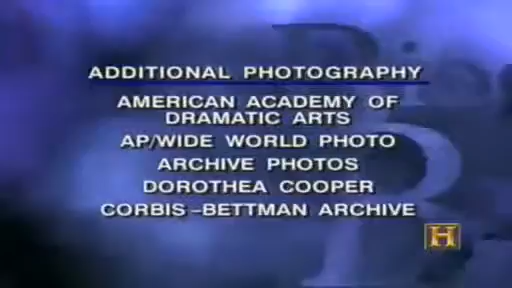 ADDITIONAL PHOTOGRAPHY
AMERICAN ACADEMY OF
DRAMATIC ARTS
AP/WIDE WORLD PHOTO
ARCHIVE PHOTOS
DOROTHEA COOPER
CORBIS-BETTMAN ARCHIVE
H